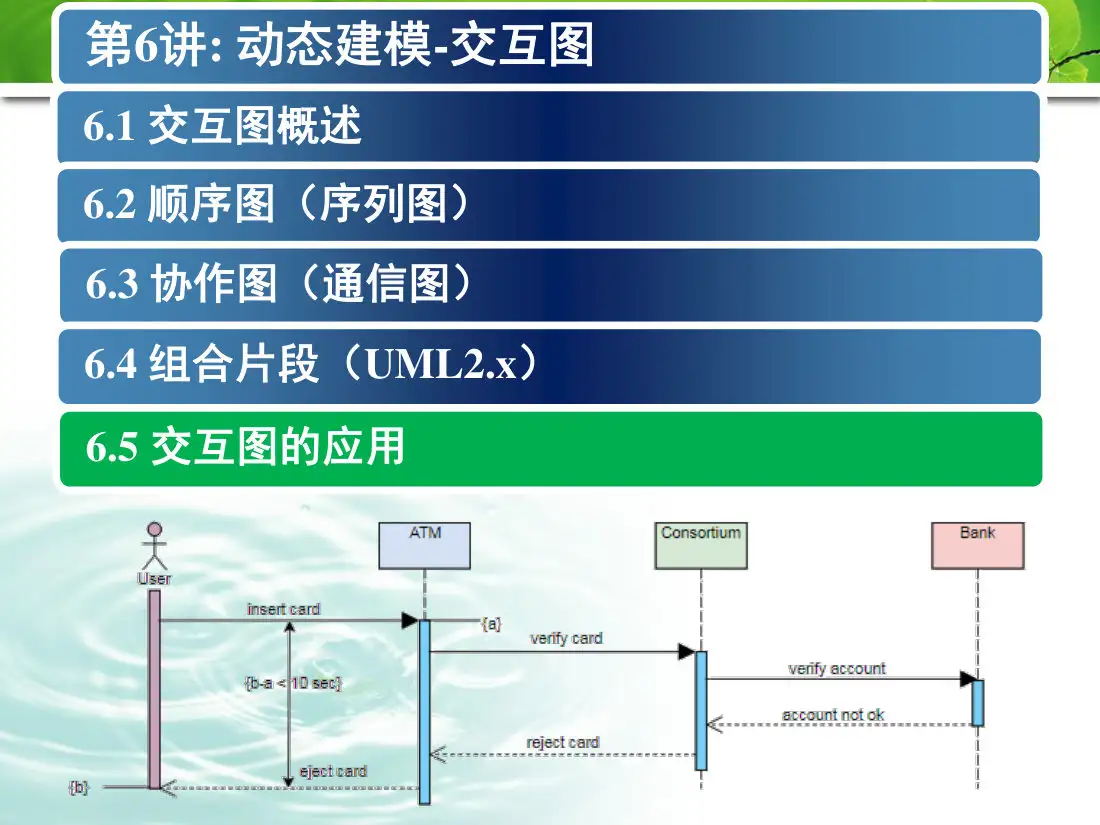 第6讲: 动态建模-交互图
6.1 交互图概述
6.2 顺序图（序列图）
6.3 协作图（通信图）
6.4 组合片段（UML2.x）
6.5 交互图的应用
ATM
Consortium
Bank
User
insert card
{a}
verify card
verify account
{b-a < 10 sec}
account not ok
reject card
eject card
{b}